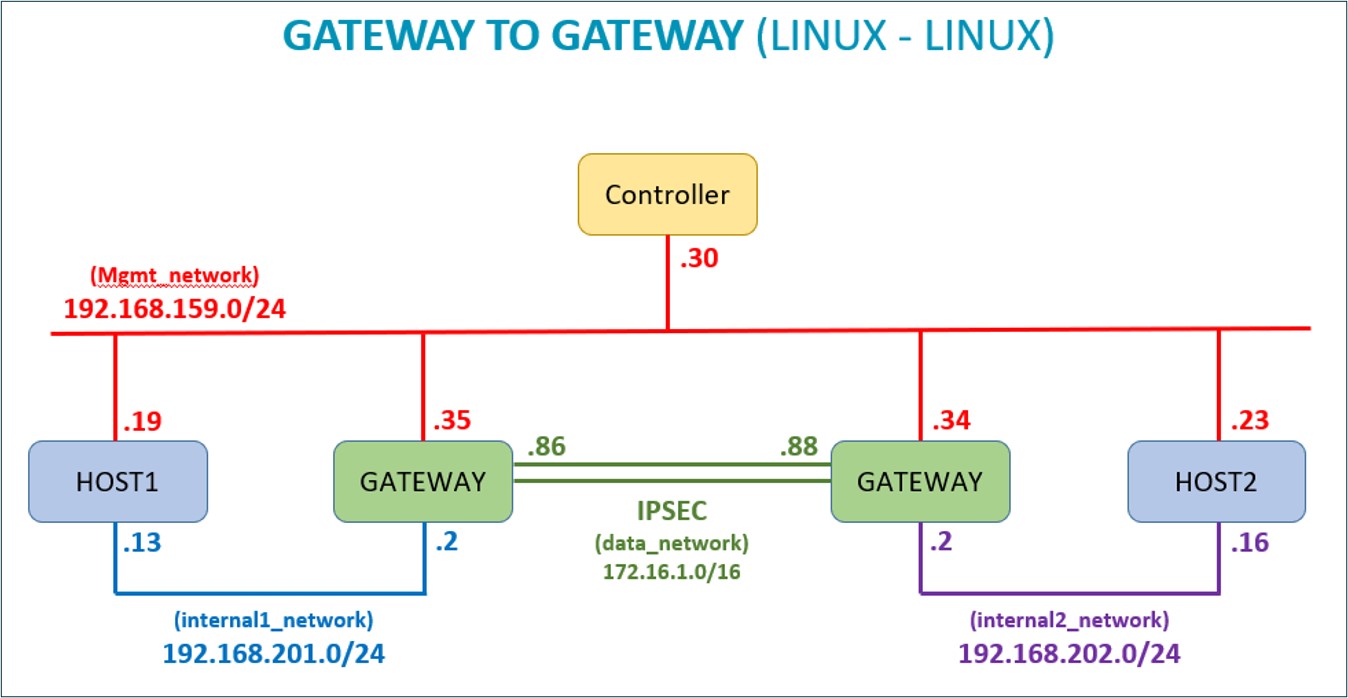 GATEWAY TO GATEWAY (LINUX - LINUX)
Controller
.30
(Mgmt_network)
192.168.159.0/24
.19
.35
.34
.23
.86
.88
HOST1
GATEWAY
GATEWAY
HOST2
IPSEC
(data_network)
172.16.1.0/16
.13
.2
.2
.16
(internal1_network)
192.168.201.0/24
(internal2_network)
192.168.202.0/24